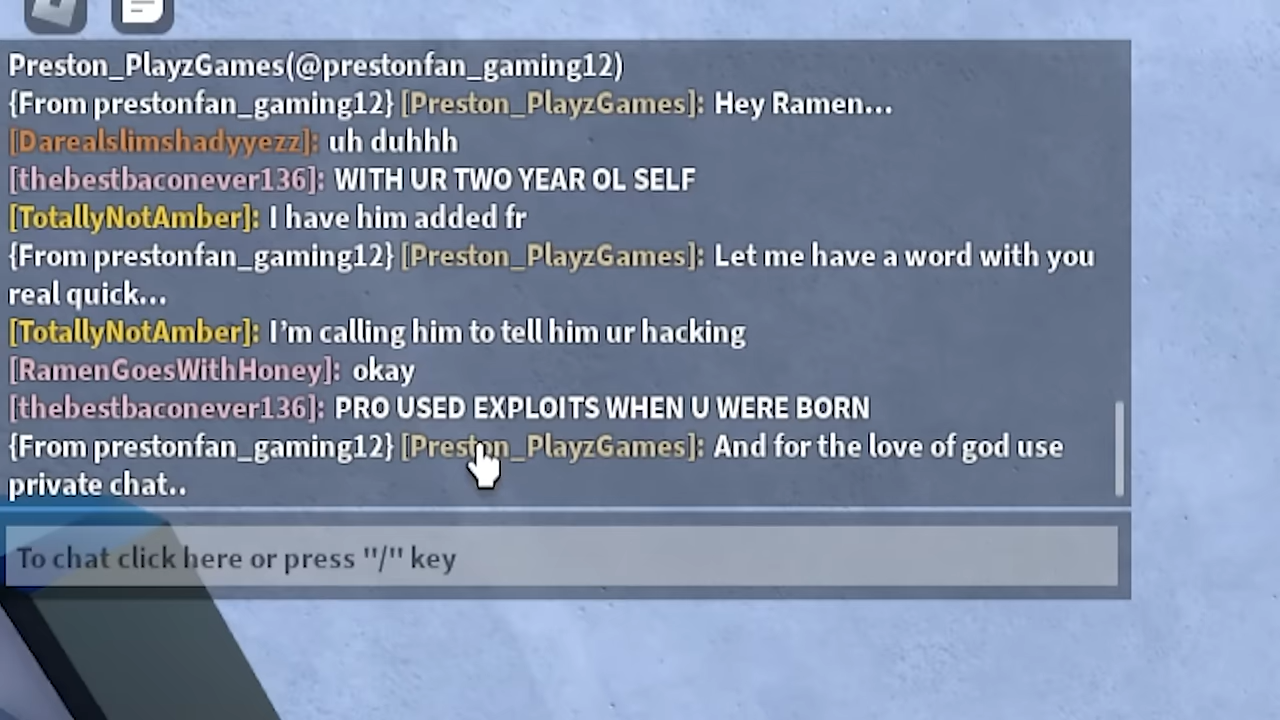 Preston_PlayzGames(@prestonfan_gaming12)
{From prestonfan_gaming12} [Preston_PlayzGames]: Hey Ramen...
[Darealslimshadyyezz]: uh duhhh
[thebestbaconever136]: WITH UR TWO YEAR OL SELF
[TotallyNotAmber]: I have him added fr
{From prestonfan_gaming12} [Preston_PlayzGames]: Let me have a word with you
real quick...
[TotallyNotAmber]: I’m calling him to tell him ur hacking
[RamenGoesWithHoney]: okay
[thebestbaconever136]: PRO USED EXPLOITS WHEN U WERE BORN
{From prestonfan_gaming12} [Preston_PlayzGames]: And for the love of god use
private chat..
To chat click here or press "/" key